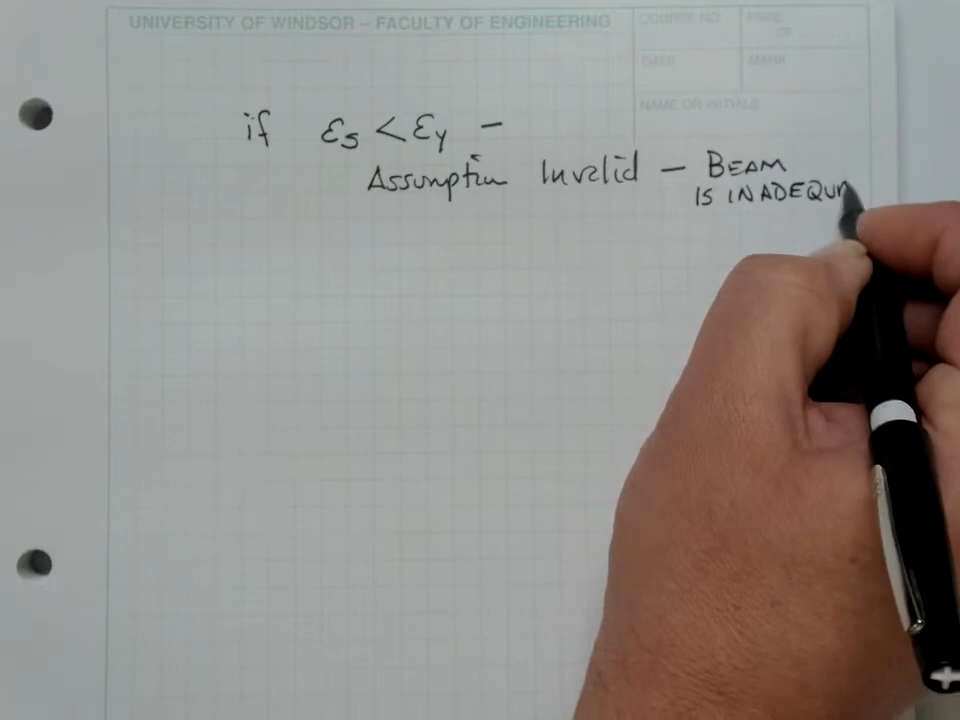 UNIVERSITY OF WINDSOR – FACULTY OF ENGINEERING
COURSE NO.
PAGE
OF
DATE
MARK
NAME OR INITIALS
if εs < εy –
Assumption Invalid – BEAM
IS INADEQU